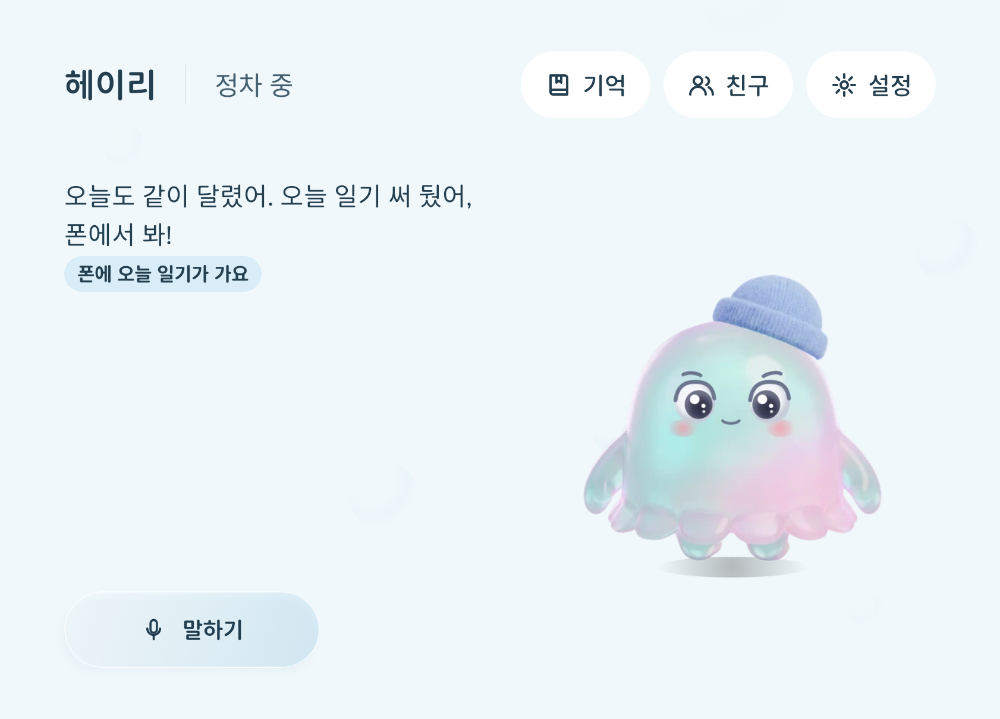 헤이리
정차 중
기억
친구
설정
오늘도 같이 달렸어. 오늘 일기 써 뒀어,
폰에서 봐!
폰에 오늘 일기가 가요
말하기